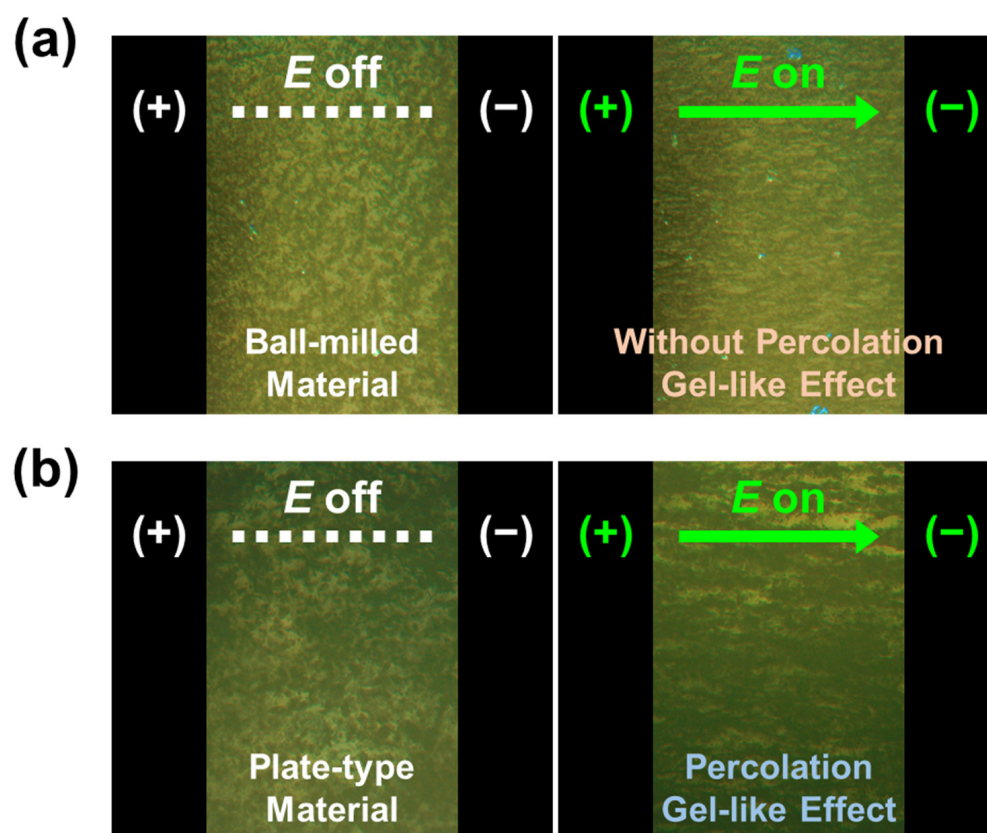 (a)
E off
(+)
(−)
Ball-milled
Material
E on
(+)
(−)
Without Percolation
Gel-like Effect
(b)
E off
(+)
(−)
Plate-type
Material
E on
(+)
(−)
Percolation
Gel-like Effect